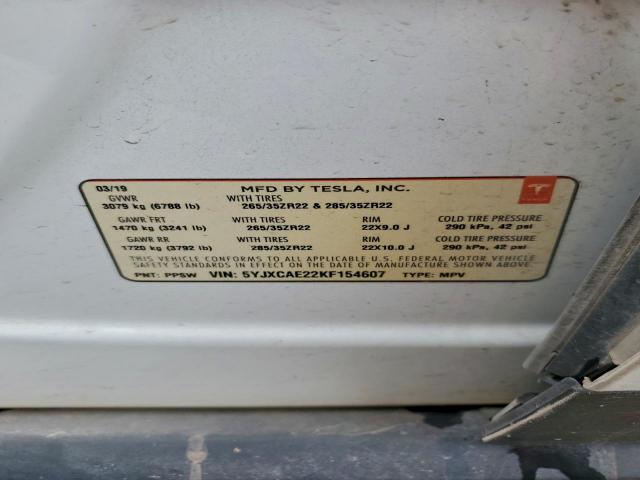 03/19 MFD BY TESLA, INC.
GVWR WITH TIRES
3079 kg (6788 lb) 265/35ZR22 & 285/35ZR22
GAWR FRT WITH TIRES RIM COLD TIRE PRESSURE
1470 kg (3241 lb) 265/35ZR22 22X9.0 J 290 kPa, 42 psi
GAWR RR WITH TIRES RIM COLD TIRE PRESSURE
1720 kg (3792 lb) 285/35ZR22 22X10.0 J 290 kPa, 42 psi
THIS VEHICLE CONFORMS TO ALL APPLICABLE U.S. FEDERAL MOTOR VEHICLE
SAFETY STANDARDS IN EFFECT ON THE DATE OF MANUFACTURE SHOWN ABOVE.
PNT: PPSW VIN: 5YJXCAE22KF154607 TYPE: MPV
TESLA